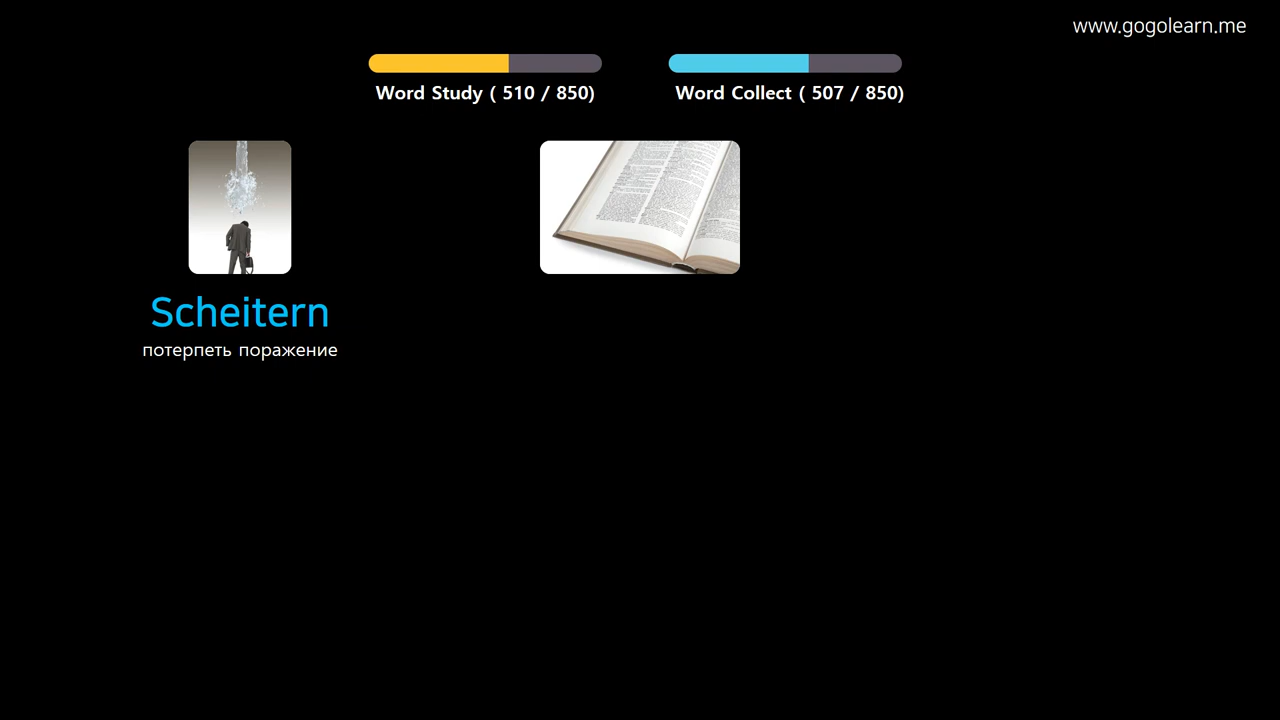 www.gogolearn.me
Word Study ( 510 / 850)
Word Collect ( 507 / 850)
Scheitern
потерпеть поражение